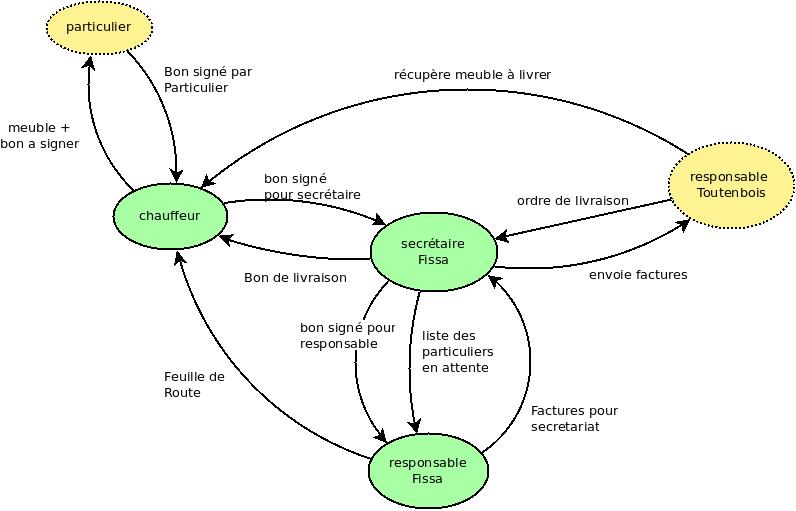 particulier
Bon signé par
Particulier
récupère meuble à livrer
meuble +
bon a signer
responsable
Toutenbois
bon signé
pour secrétaire
ordre de livraison
chauffeur
secrétaire
Fissa
Bon de livraison
envoie factures
bon signé pour
responsable
liste des
particuliers
en attente
Feuille de
Route
Factures pour
secretariat
responsable
Fissa